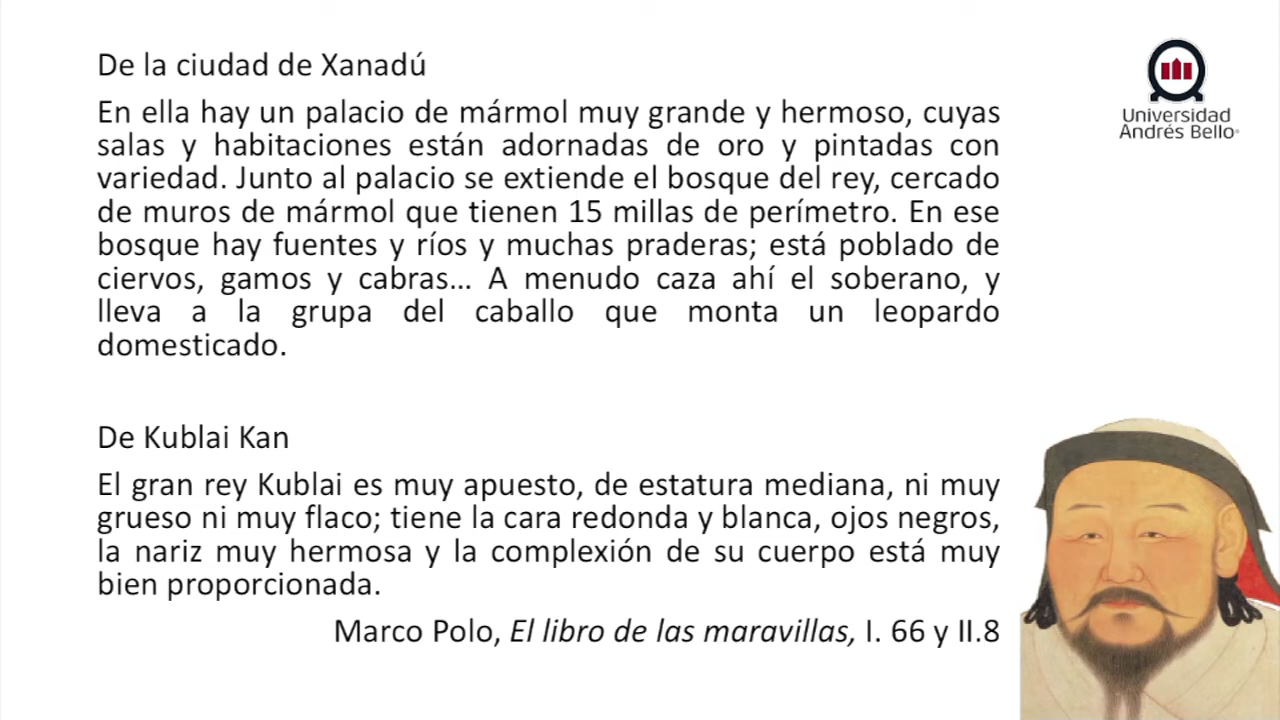 De la ciudad de Xanadú
En ella hay un palacio de mármol muy grande y hermoso, cuyas
salas y habitaciones están adornadas de oro y pintadas con
variedad. Junto al palacio se extiende el bosque del rey, cercado
de muros de mármol que tienen 15 millas de perímetro. En ese
bosque hay fuentes y ríos y muchas praderas; está poblado de
ciervos, gamos y cabras... A menudo caza ahí el soberano, y
lleva a la grupa del caballo que monta un leopardo
domesticado.
De Kublai Kan
El gran rey Kublai es muy apuesto, de estatura mediana, ni muy
grueso ni muy flaco; tiene la cara redonda y blanca, ojos negros,
la nariz muy hermosa y la complexión de su cuerpo está muy
bien proporcionada.
Marco Polo, El libro de las maravillas, I. 66 y II.8
Universidad
Andrés Bello